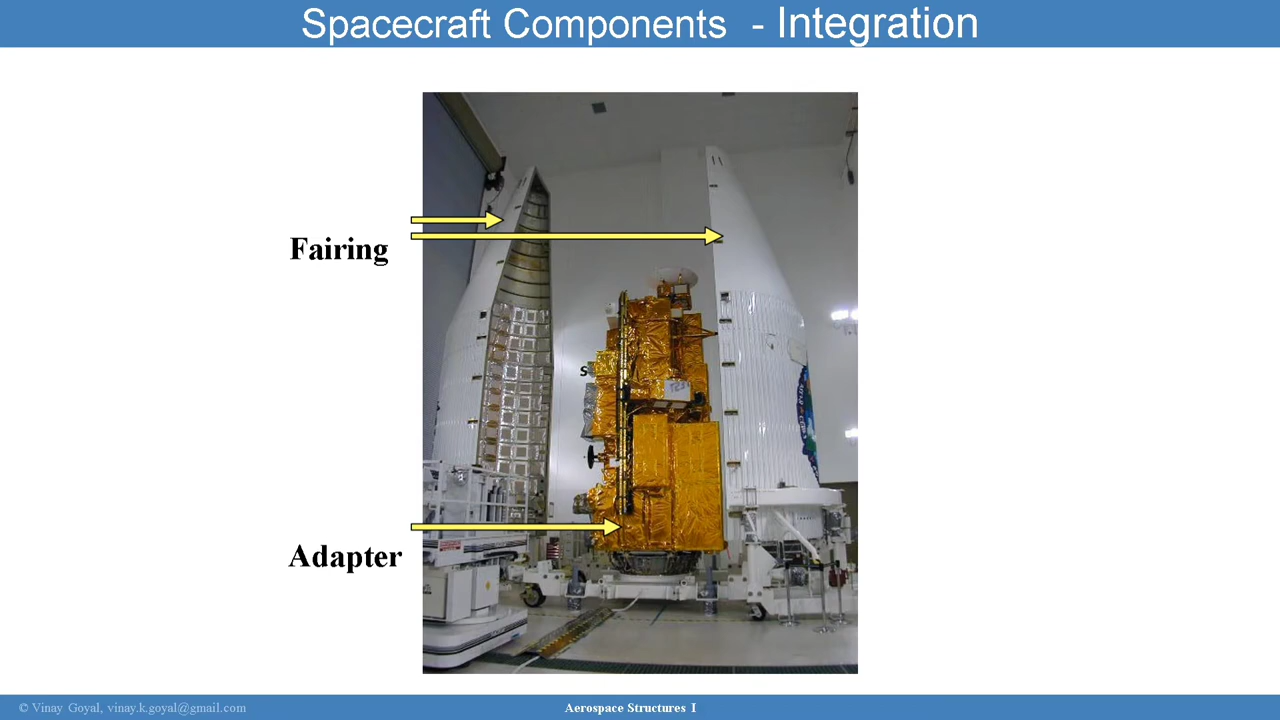 Spacecraft Components - Integration
Fairing
Adapter
© Vinay Goyal, vinay.k.goyal@gmail.com
Aerospace Structures I